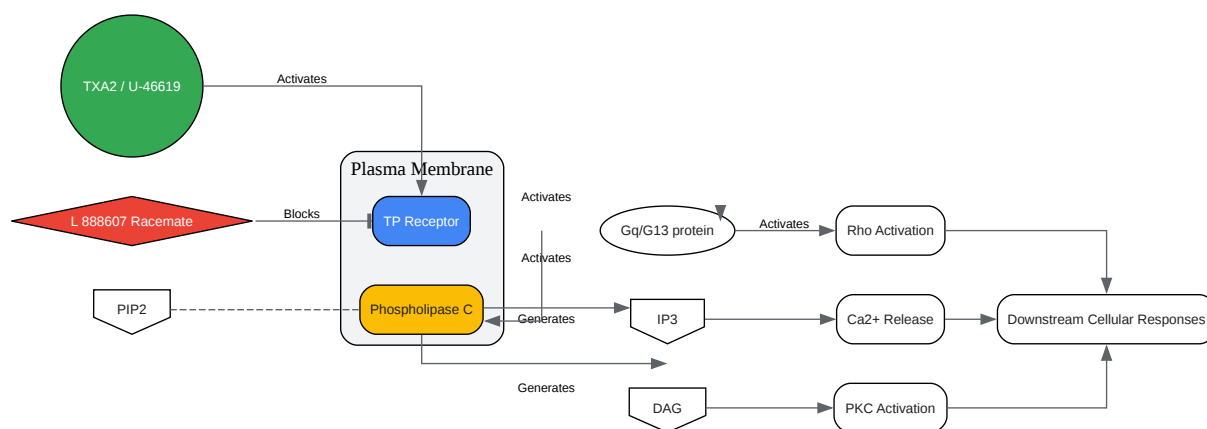 TXA2 / U-46619
Activates
Plasma Membrane
L 888607 Racemate
Blocks
TP Receptor
Activates
Gq/G13 protein
Activates
Rho Activation
Activates
PIP2
Phospholipase C
Generates
IP3
Ca2+ Release
Downstream Cellular Responses
Generates
DAG
PKC Activation